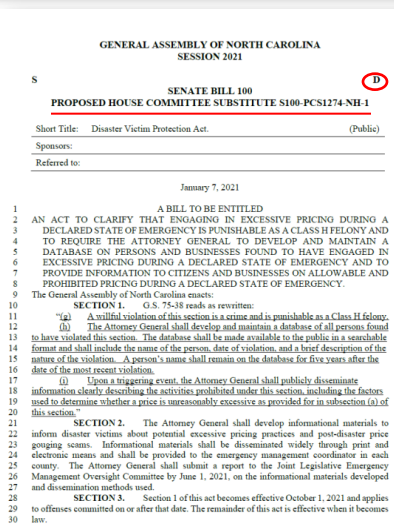 GENERAL ASSEMBLY OF NORTH CAROLINA
SESSION 2021
S D
SENATE BILL 100
PROPOSED HOUSE COMMITTEE SUBSTITUTE S100-PCS1274-NH-1
Short Title: Disaster Victim Protection Act. (Public)
Sponsors:
Referred to:
January 7, 2021
1 A BILL TO BE ENTITLED
2 AN ACT TO CLARIFY THAT ENGAGING IN EXCESSIVE PRICING DURING A
3 DECLARED STATE OF EMERGENCY IS PUNISHABLE AS A CLASS H FELONY AND
4 TO REQUIRE THE ATTORNEY GENERAL TO DEVELOP AND MAINTAIN A
5 DATABASE ON PERSONS AND BUSINESSES FOUND TO HAVE ENGAGED IN
6 EXCESSIVE PRICING DURING A DECLARED STATE OF EMERGENCY AND TO
7 PROVIDE INFORMATION TO CITIZENS AND BUSINESSES ON ALLOWABLE AND
8 PROHIBITED PRICING DURING A DECLARED STATE OF EMERGENCY.
9 The General Assembly of North Carolina enacts:
10 SECTION 1. G.S. 75-38 reads as rewritten:
11 "(g) A willful violation of this section is a crime and is punishable as a Class H felony.
12 (h) The Attorney General shall develop and maintain a database of all persons found
13 to have violated this section. The database shall be made available to the public in a searchable
14 format and shall include the name of the person, date of violation, and a brief description of the
15 nature of the violation. A person's name shall remain on the database for five years after the
16 date of the most recent violation.
17 (i) Upon a triggering event, the Attorney General shall publicly disseminate
18 information clearly describing the activities prohibited under this section, including the factors
19 used to determine whether a price is unreasonably excessive as provided for in subsection (a) of
20 this section."
21 SECTION 2. The Attorney General shall develop informational materials to
22 inform disaster victims about potential excessive pricing practices and post-disaster price
23 gouging scams. Informational materials shall be disseminated widely through print and
24 electronic means and shall be provided to the emergency management coordinator in each
25 county. The Attorney General shall submit a report to the Joint Legislative Emergency
26 Management Oversight Committee by June 1, 2021, on the informational materials developed
27 and dissemination methods used.
28 SECTION 3. Section 1 of this act becomes effective October 1, 2021 and applies
29 to offenses committed on or after that date. The remainder of this act is effective when it becomes
30 law.